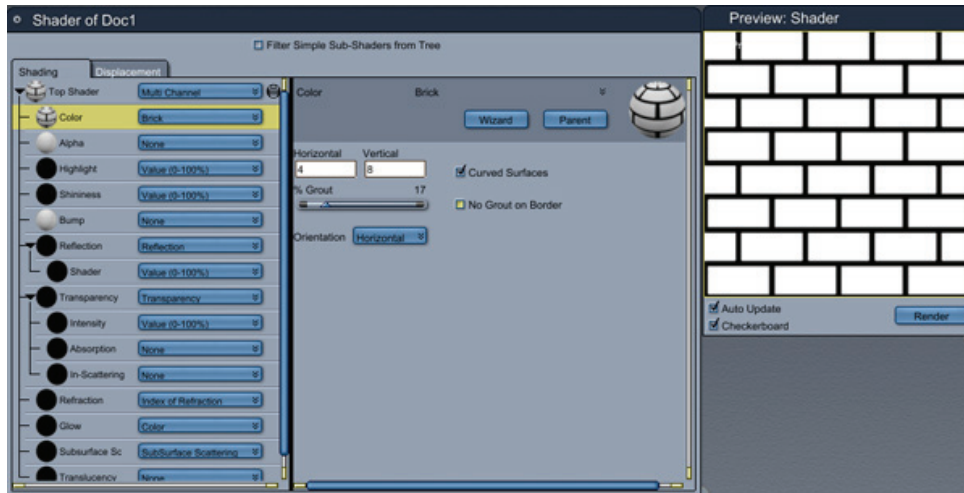 Shader of Doc1
Filter Simple Sub-Shaders from Tree
Shading
Displacement
Top Shader
Multi Channel
Color
Brick
Alpha
None
Highlight
Value (0-100%)
Shininess
Value (0-100%)
Bump
None
Reflection
Reflection
Shader
Value (0-100%)
Transparency
Transparency
Intensity
Value (0-100%)
Absorption
None
In-Scattering
None
Refraction
Index of Refraction
Glow
Color
Subsurface Sc
SubSurface Scattering
Translucency
None
Color
Brick
Wizard
Parent
Horizontal
Vertical
4
8
Curved Surfaces
% Grout
17
No Grout on Border
Orientation
Horizontal
Preview: Shader
Auto Update
Checkerboard
Render